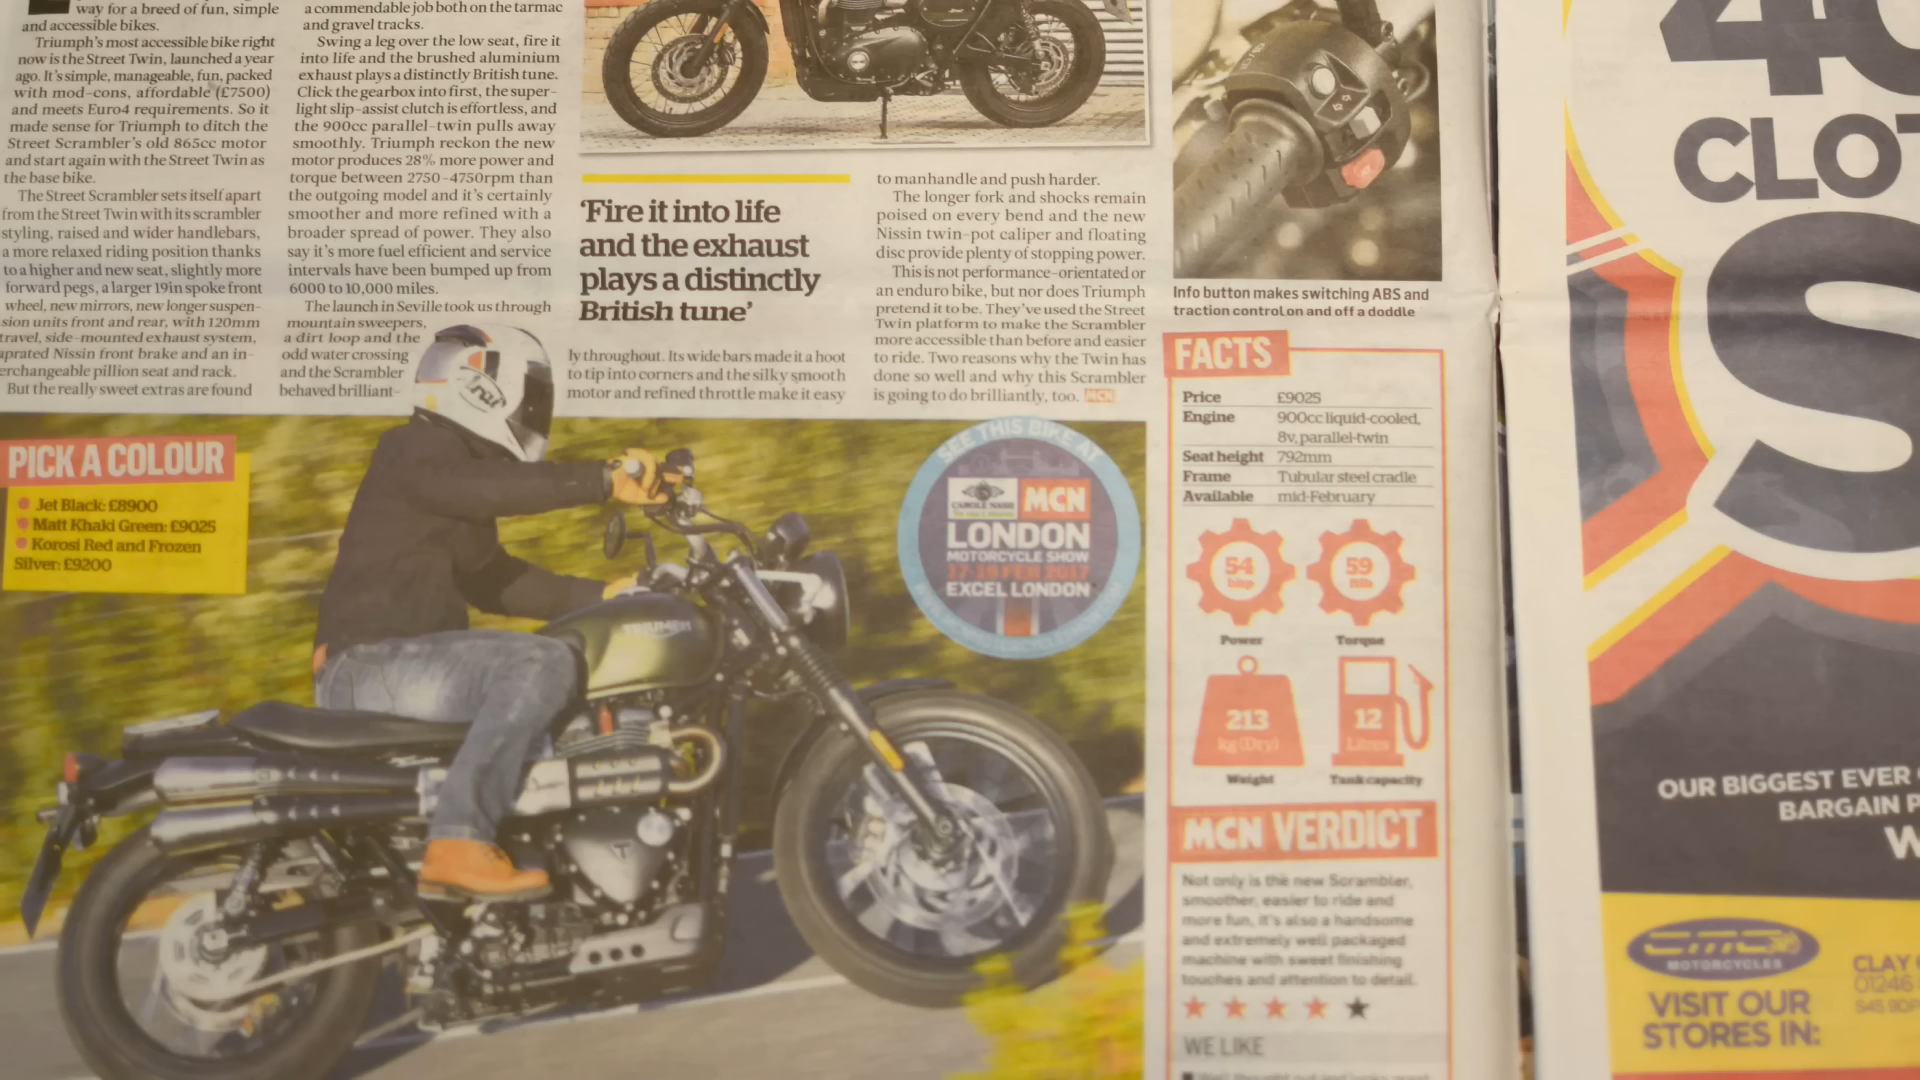 way for a breed of fun, simple
and accessible bikes.
Triumph's most accessible bike right
now is the Street Twin, launched a year
ago. It's simple, manageable, fun, packed
with mod-cons, affordable (£7500)
and meets Euro4 requirements. So it
made sense for Triumph to ditch the
Street Scrambler's old 865cc motor
and start again with the Street Twin as
the base bike.
The Street Scrambler sets itself apart
from the Street Twin with its scrambler
styling, raised and wider handlebars,
a more relaxed riding position thanks
to a higher and new seat, slightly more
forward pegs, a larger 19in spoke front
wheel, new mirrors, new longer suspen-
sion units front and rear, with 120mm
travel, side-mounted exhaust system,
uprated Nissin front brake and an in-
erchangeable pillion seat and rack.
But the really sweet extras are found
a commendable job both on the tarmac
and gravel tracks.
Swing a leg over the low seat, fire it
into life and the brushed aluminium
exhaust plays a distinctly British tune.
Click the gearbox into first, the super-
light slip-assist clutch is effortless, and
the 900cc parallel-twin pulls away
smoothly. Triumph reckon the new
motor produces 28% more power and
torque between 2750-4750rpm than
the outgoing model and it's certainly
smoother and more refined with a
broader spread of power. They also
say it's more fuel efficient and service
intervals have been bumped up from
6000 to 10,000 miles.
The launch in Seville took us through
mountain sweepers,
a dirt loop and the
odd water crossing
and the Scrambler
behaved brilliant-
'Fire it into life
and the exhaust
plays a distinctly
British tune'
ly throughout. Its wide bars made it a hoot
to tip into corners and the silky smooth
motor and refined throttle make it easy
to manhandle and push harder.
The longer fork and shocks remain
poised on every bend and the new
Nissin twin-pot caliper and floating
disc provide plenty of stopping power.
This is not performance-orientated or
an enduro bike, but nor does Triumph
pretend it to be. They've used the Street
Twin platform to make the Scrambler
more accessible than before and easier
to ride. Two reasons why the Twin has
done so well and why this Scrambler
is going to do brilliantly, too. MCN
Info button makes switching ABS and
traction control on and off a doddle
FACTS
Price £9025
Engine 900cc liquid-cooled,
8v, parallel-twin
Seat height 792mm
Frame Tubular steel cradle
Available mid-February
54
bhp
Power
59
ftlb
Torque
213
kg (Dry)
Weight
12
Litres
Tank capacity
MCN VERDICT
Not only is the new Scrambler,
smoother, easier to ride and
more fun, it's also a handsome
and extremely well packaged
machine with sweet finishing
touches and attention to detail.
WE LIKE
PICK A COLOUR
Jet Black: £8900
Matt Khaki Green: £9025
Korosi Red and Frozen
Silver: £9200
Arai
TRIUMPH
SEE THIS BIKE AT
CAROLE NASH
MCN
LONDON
MOTORCYCLE SHOW
17-19 FEB 2017
EXCEL LONDON
40
CLOT
S
OUR BIGGEST EVER
BARGAIN P
W
CMC
MOTORCYCLES
VISIT OUR
STORES IN:
CLAY
01246
S45 9DP